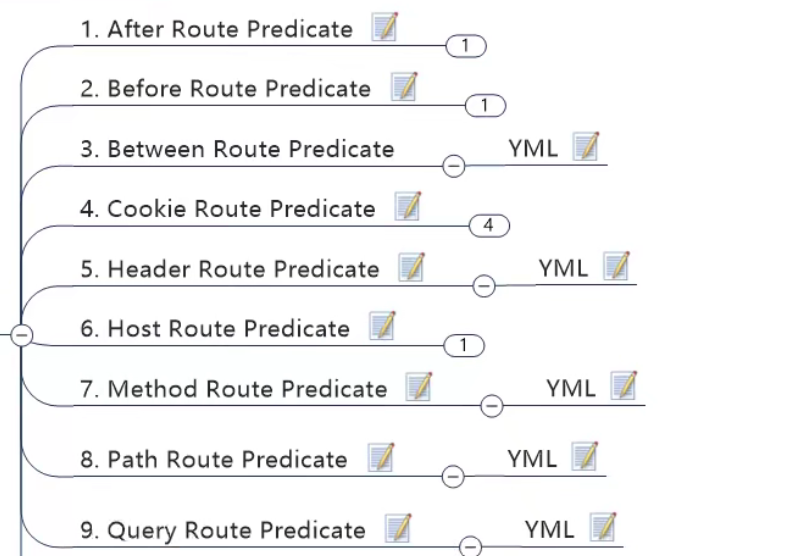 1. After Route Predicate
1
2. Before Route Predicate
1
3. Between Route Predicate YML
4. Cookie Route Predicate
4
5. Header Route Predicate YML
6. Host Route Predicate
1
7. Method Route Predicate YML
8. Path Route Predicate YML
9. Query Route Predicate YML